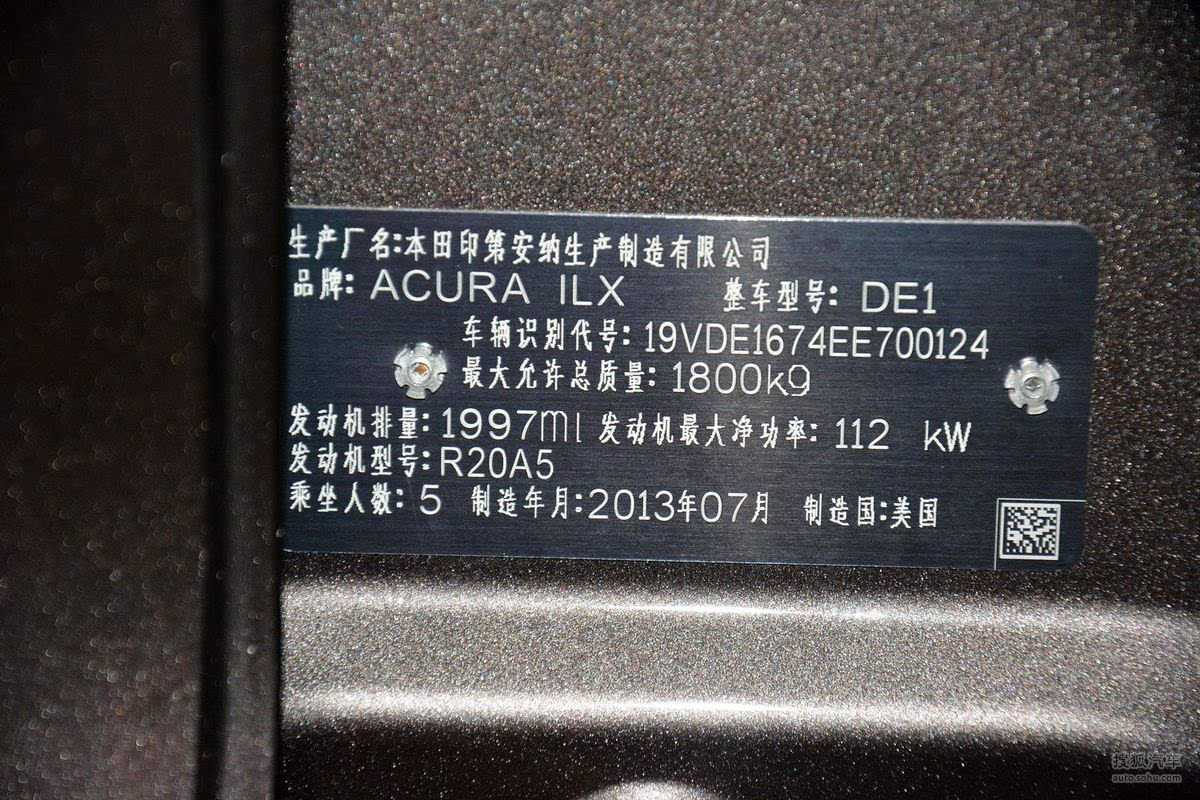 生产厂名:本田印第安纳生产制造有限公司
品牌: ACURA ILX 整车型号: DE1
车辆识别代号: 19VDE1674EE700124
最大允许总质量: 1800kg
发动机排量: 1997ml 发动机最大净功率: 112 kW
发动机型号: R20A5
乘坐人数: 5 制造年月:2013年07月 制造国:美国
搜狐汽车
auto.sohu.com